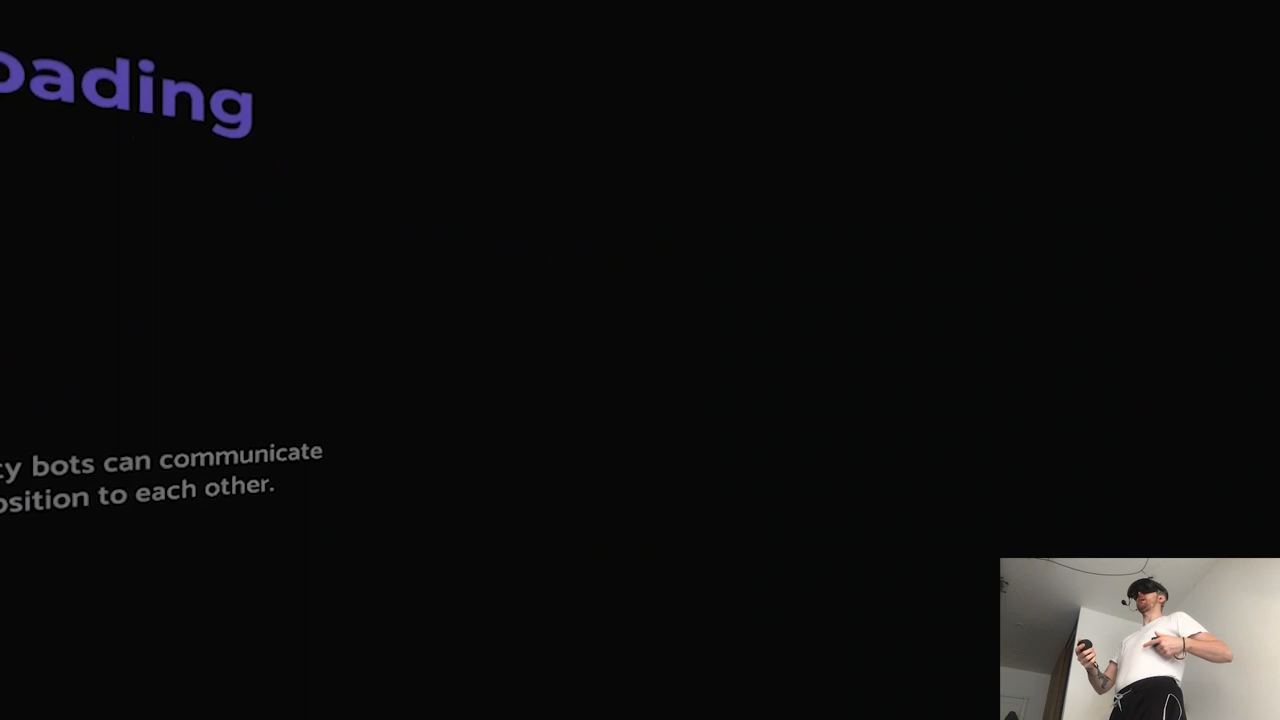 oading
ty bots can communicate
osition to each other.